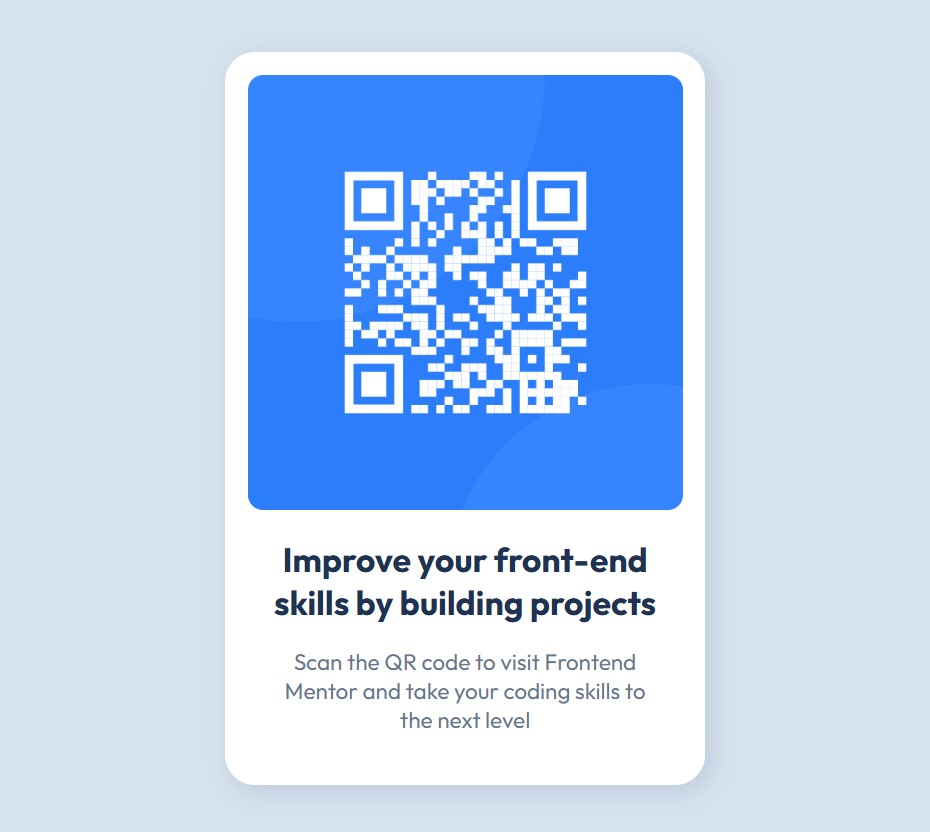 Improve your front-end
skills by building projects
Scan the QR code to visit Frontend
Mentor and take your coding skills to
the next level